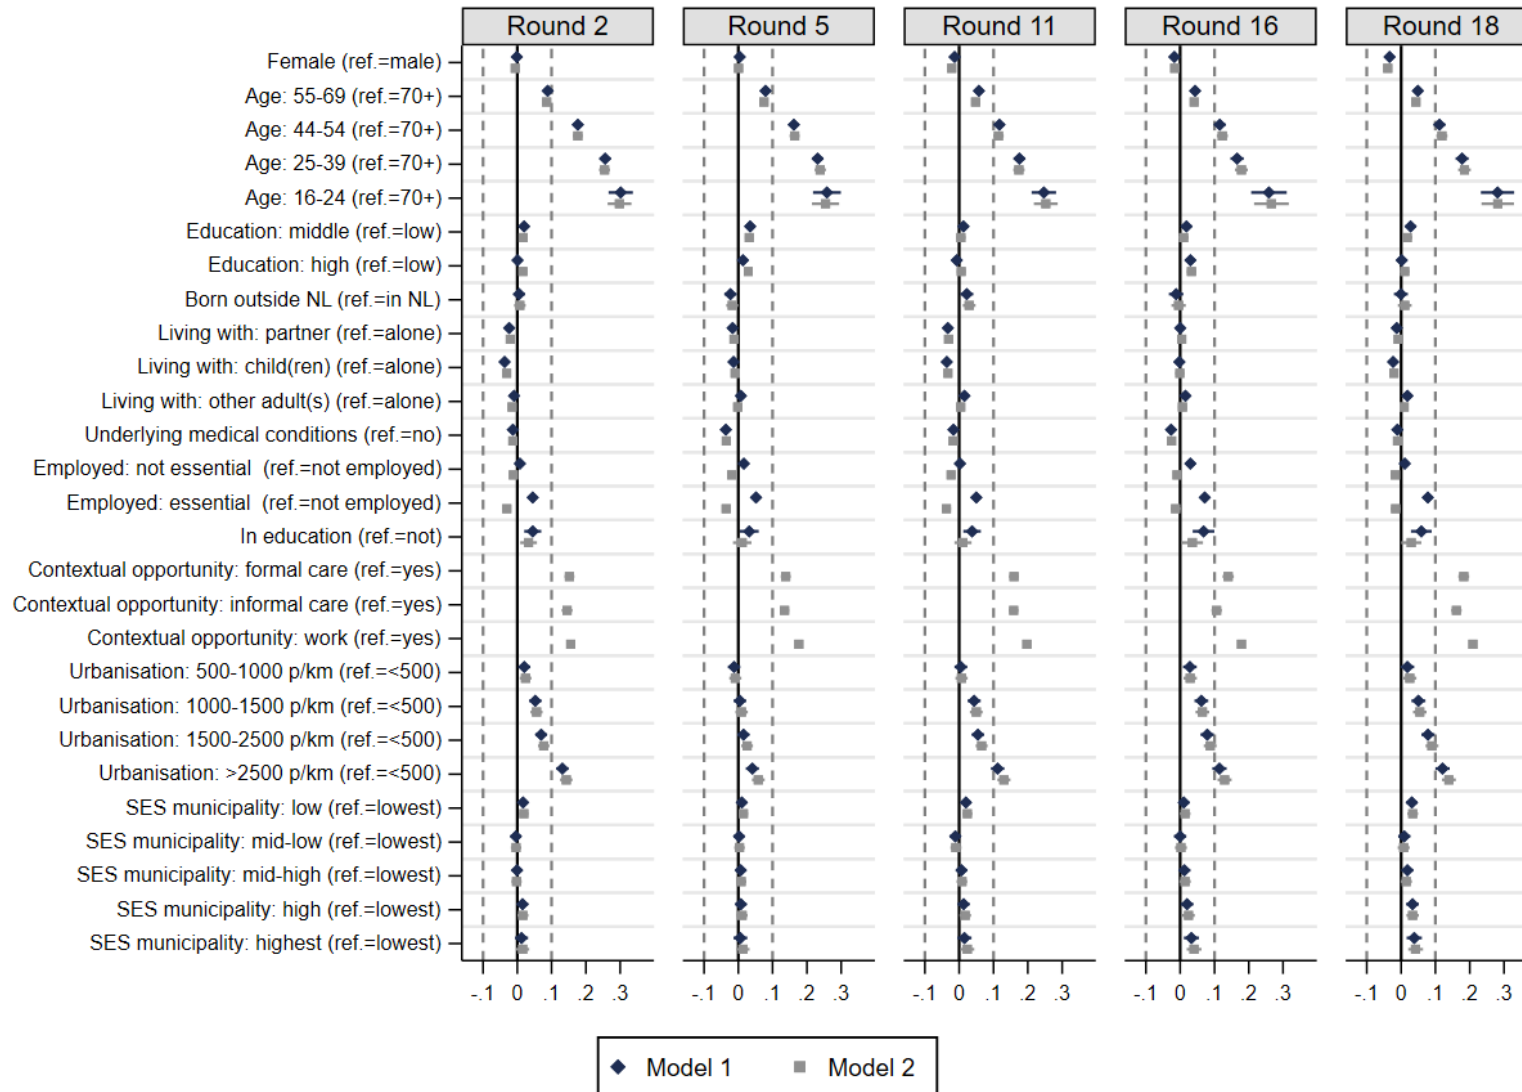 Round 2 Round 5 Round 11 Round 16 Round 18
Female (ref.=male)
Age: 55-69 (ref.=70+)
Age: 44-54 (ref.=70+)
Age: 25-39 (ref.=70+)
Age: 16-24 (ref.=70+)
Education: middle (ref.=low)
Education: high (ref.=low)
Born outside NL (ref.=in NL)
Living with: partner (ref.=alone)
Living with: child(ren) (ref.=alone)
Living with: other adult(s) (ref.=alone)
Underlying medical conditions (ref.=no)
Employed: not essential (ref.=not employed)
Employed: essential (ref.=not employed)
In education (ref.=not)
Contextual opportunity: formal care (ref.=yes)
Contextual opportunity: informal care (ref.=yes)
Contextual opportunity: work (ref.=yes)
Urbanisation: 500-1000 p/km (ref.=<500)
Urbanisation: 1000-1500 p/km (ref.=<500)
Urbanisation: 1500-2500 p/km (ref.=<500)
Urbanisation: >2500 p/km (ref.=<500)
SES municipality: low (ref.=lowest)
SES municipality: mid-low (ref.=lowest)
SES municipality: mid-high (ref.=lowest)
SES municipality: high (ref.=lowest)
SES municipality: highest (ref.=lowest)
-.1 0 .1 .2 .3 -.1 0 .1 .2 .3 -.1 0 .1 .2 .3 -.1 0 .1 .2 .3 -.1 0 .1 .2 .3
Model 1 Model 2